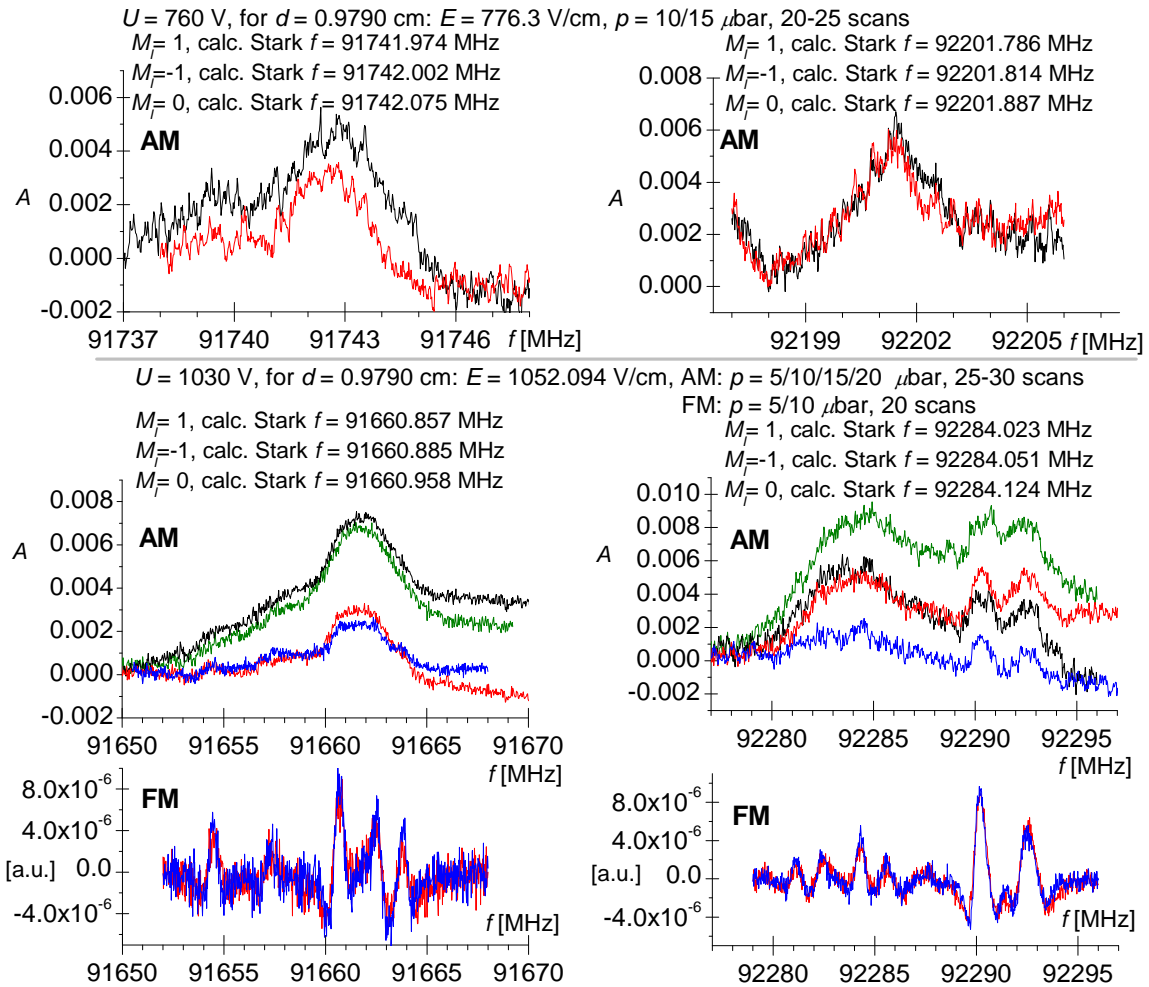 U = 760 V, for d = 0.9790 cm: E = 776.3 V/cm, p = 10/15 μbar, 20-25 scans
M_I= 1, calc. Stark f = 91741.974 MHz
M_I=-1, calc. Stark f = 91742.002 MHz
M_I= 0, calc. Stark f = 91742.075 MHz
AM
0.006
0.004
0.002
0.000
-0.002
A
91737 91740 91743 91746 f [MHz]
M_I= 1, calc. Stark f = 92201.786 MHz
M_I=-1, calc. Stark f = 92201.814 MHz
M_I= 0, calc. Stark f = 92201.887 MHz
AM
0.008
0.006
0.004
0.002
0.000
A
92199 92202 92205 f [MHz]
U = 1030 V, for d = 0.9790 cm: E = 1052.094 V/cm, AM: p = 5/10/15/20 μbar, 25-30 scans
FM: p = 5/10 μbar, 20 scans
M_I= 1, calc. Stark f = 91660.857 MHz
M_I=-1, calc. Stark f = 91660.885 MHz
M_I= 0, calc. Stark f = 91660.958 MHz
AM
0.008
0.006
0.004
0.002
0.000
-0.002
A
91650 91655 91660 91665 91670
f [MHz]
M_I= 1, calc. Stark f = 92284.023 MHz
M_I=-1, calc. Stark f = 92284.051 MHz
M_I= 0, calc. Stark f = 92284.124 MHz
AM
0.010
0.008
0.006
0.004
0.002
0.000
-0.002
A
92280 92285 92290 92295
f [MHz]
FM
8.0x10⁻⁶
4.0x10⁻⁶
0.0
-4.0x10⁻⁶
[a.u.]
f [MHz]
91650 91655 91660 91665 91670
FM
8.0x10⁻⁶
4.0x10⁻⁶
0.0
-4.0x10⁻⁶
[a.u.]
f [MHz]
92280 92285 92290 92295